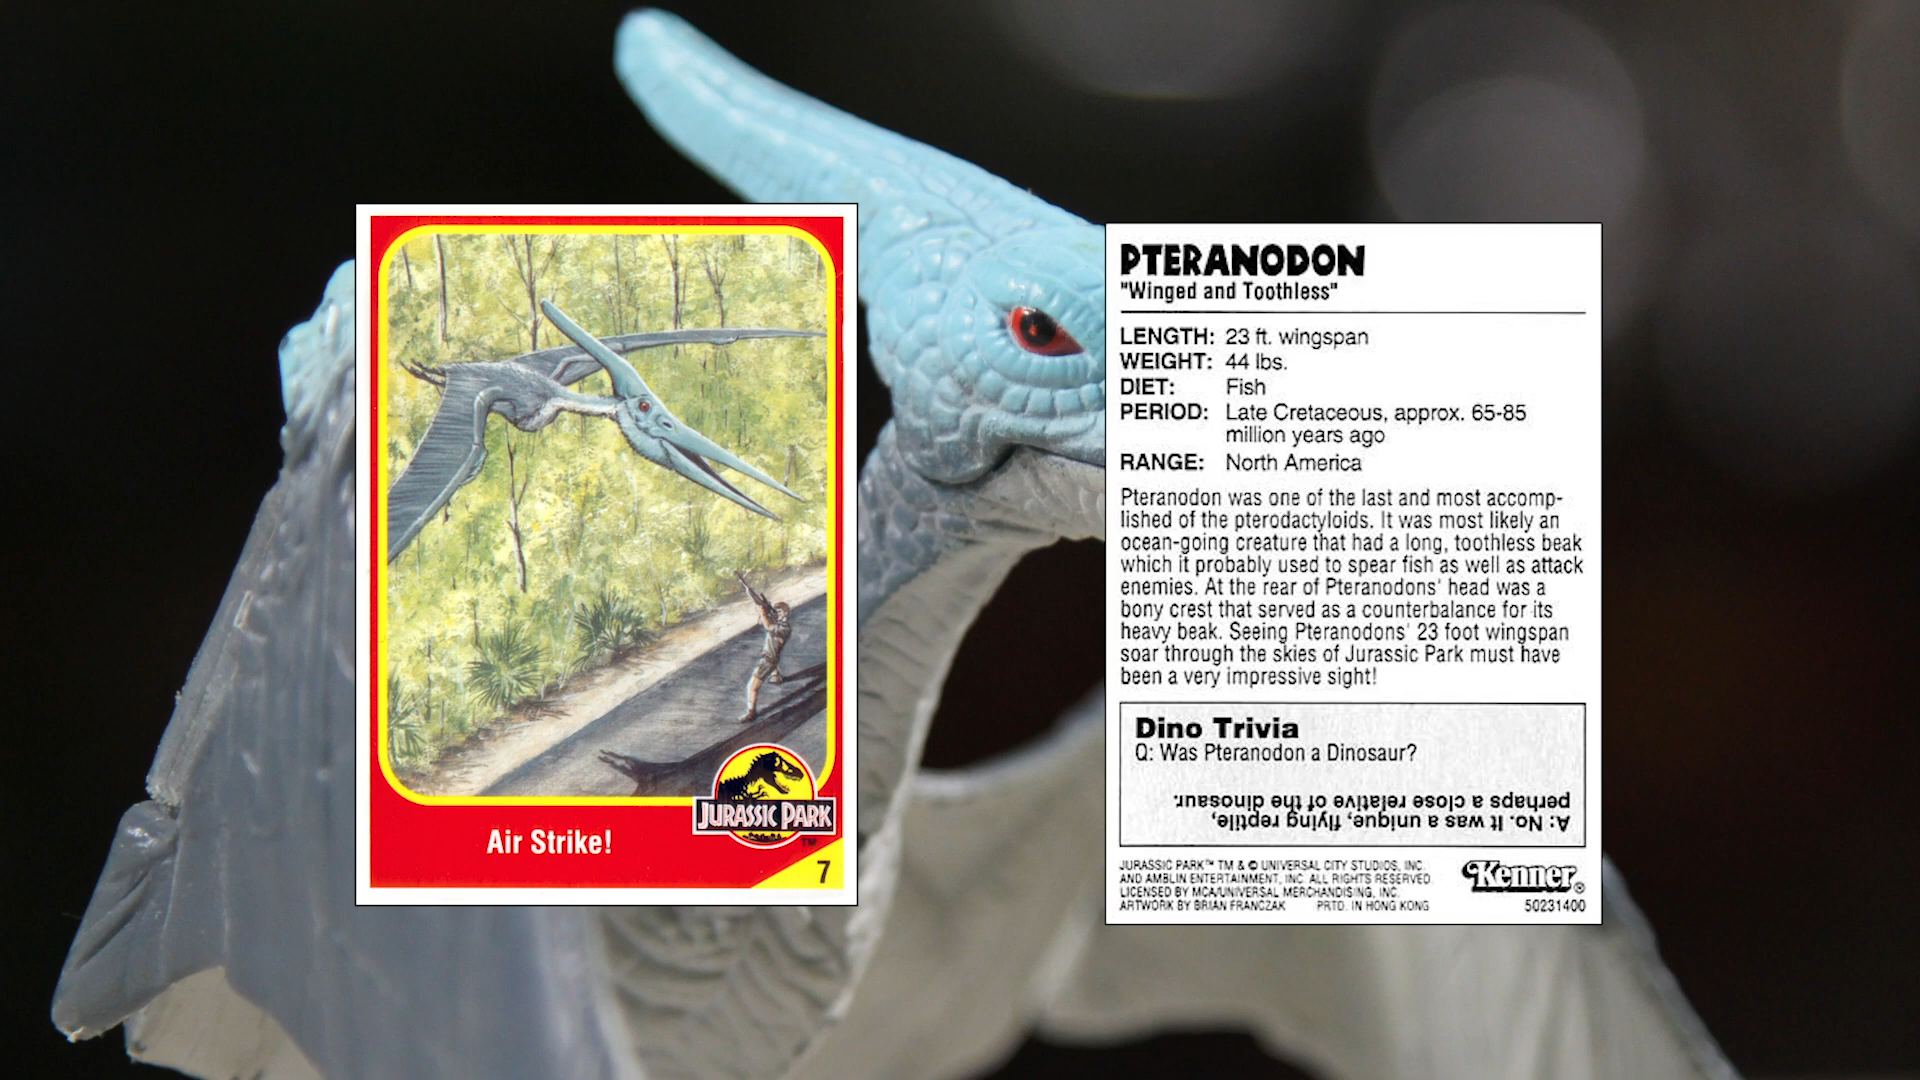 Air Strike!
JURASSIC PARK
TM
7
PTERANODON
"Winged and Toothless"
LENGTH: 23 ft. wingspan
WEIGHT: 44 lbs.
DIET: Fish
PERIOD: Late Cretaceous, approx. 65-85
million years ago
RANGE: North America
Pteranodon was one of the last and most accomp-
lished of the pterodactyloids. It was most likely an
ocean-going creature that had a long, toothless beak
which it probably used to spear fish as well as attack
enemies. At the rear of Pteranodons' head was a
bony crest that served as a counterbalance for its
heavy beak. Seeing Pteranodons' 23 foot wingspan
soar through the skies of Jurassic Park must have
been a very impressive sight!
Dino Trivia
Q: Was Pteranodon a Dinosaur?
A: No. It was a unique, flying reptile,
perhaps a close relative of the dinosaur.
JURASSIC PARK™ TM & © UNIVERSAL CITY STUDIOS, INC.
AND AMBLIN ENTERTAINMENT, INC. ALL RIGHTS RESERVED.
LICENSED BY MCA/UNIVERSAL MERCHANDISING, INC.
ARTWORK BY BRIAN FRANCZAK PRTD. IN HONG KONG
Kenner®
50231400